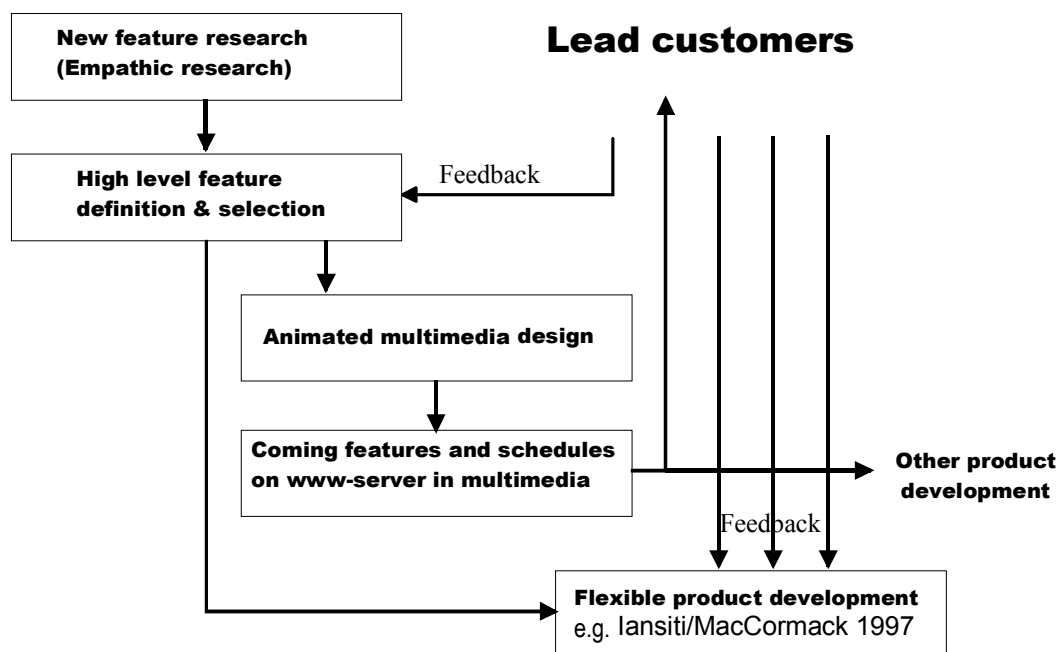 New feature research
(Empathic research)
Lead customers
High level feature
definition & selection
Feedback
Animated multimedia design
Coming features and schedules
on www-server in multimedia
Other product
development
Feedback
Flexible product development
e.g. Iansiti/MacCormack 1997